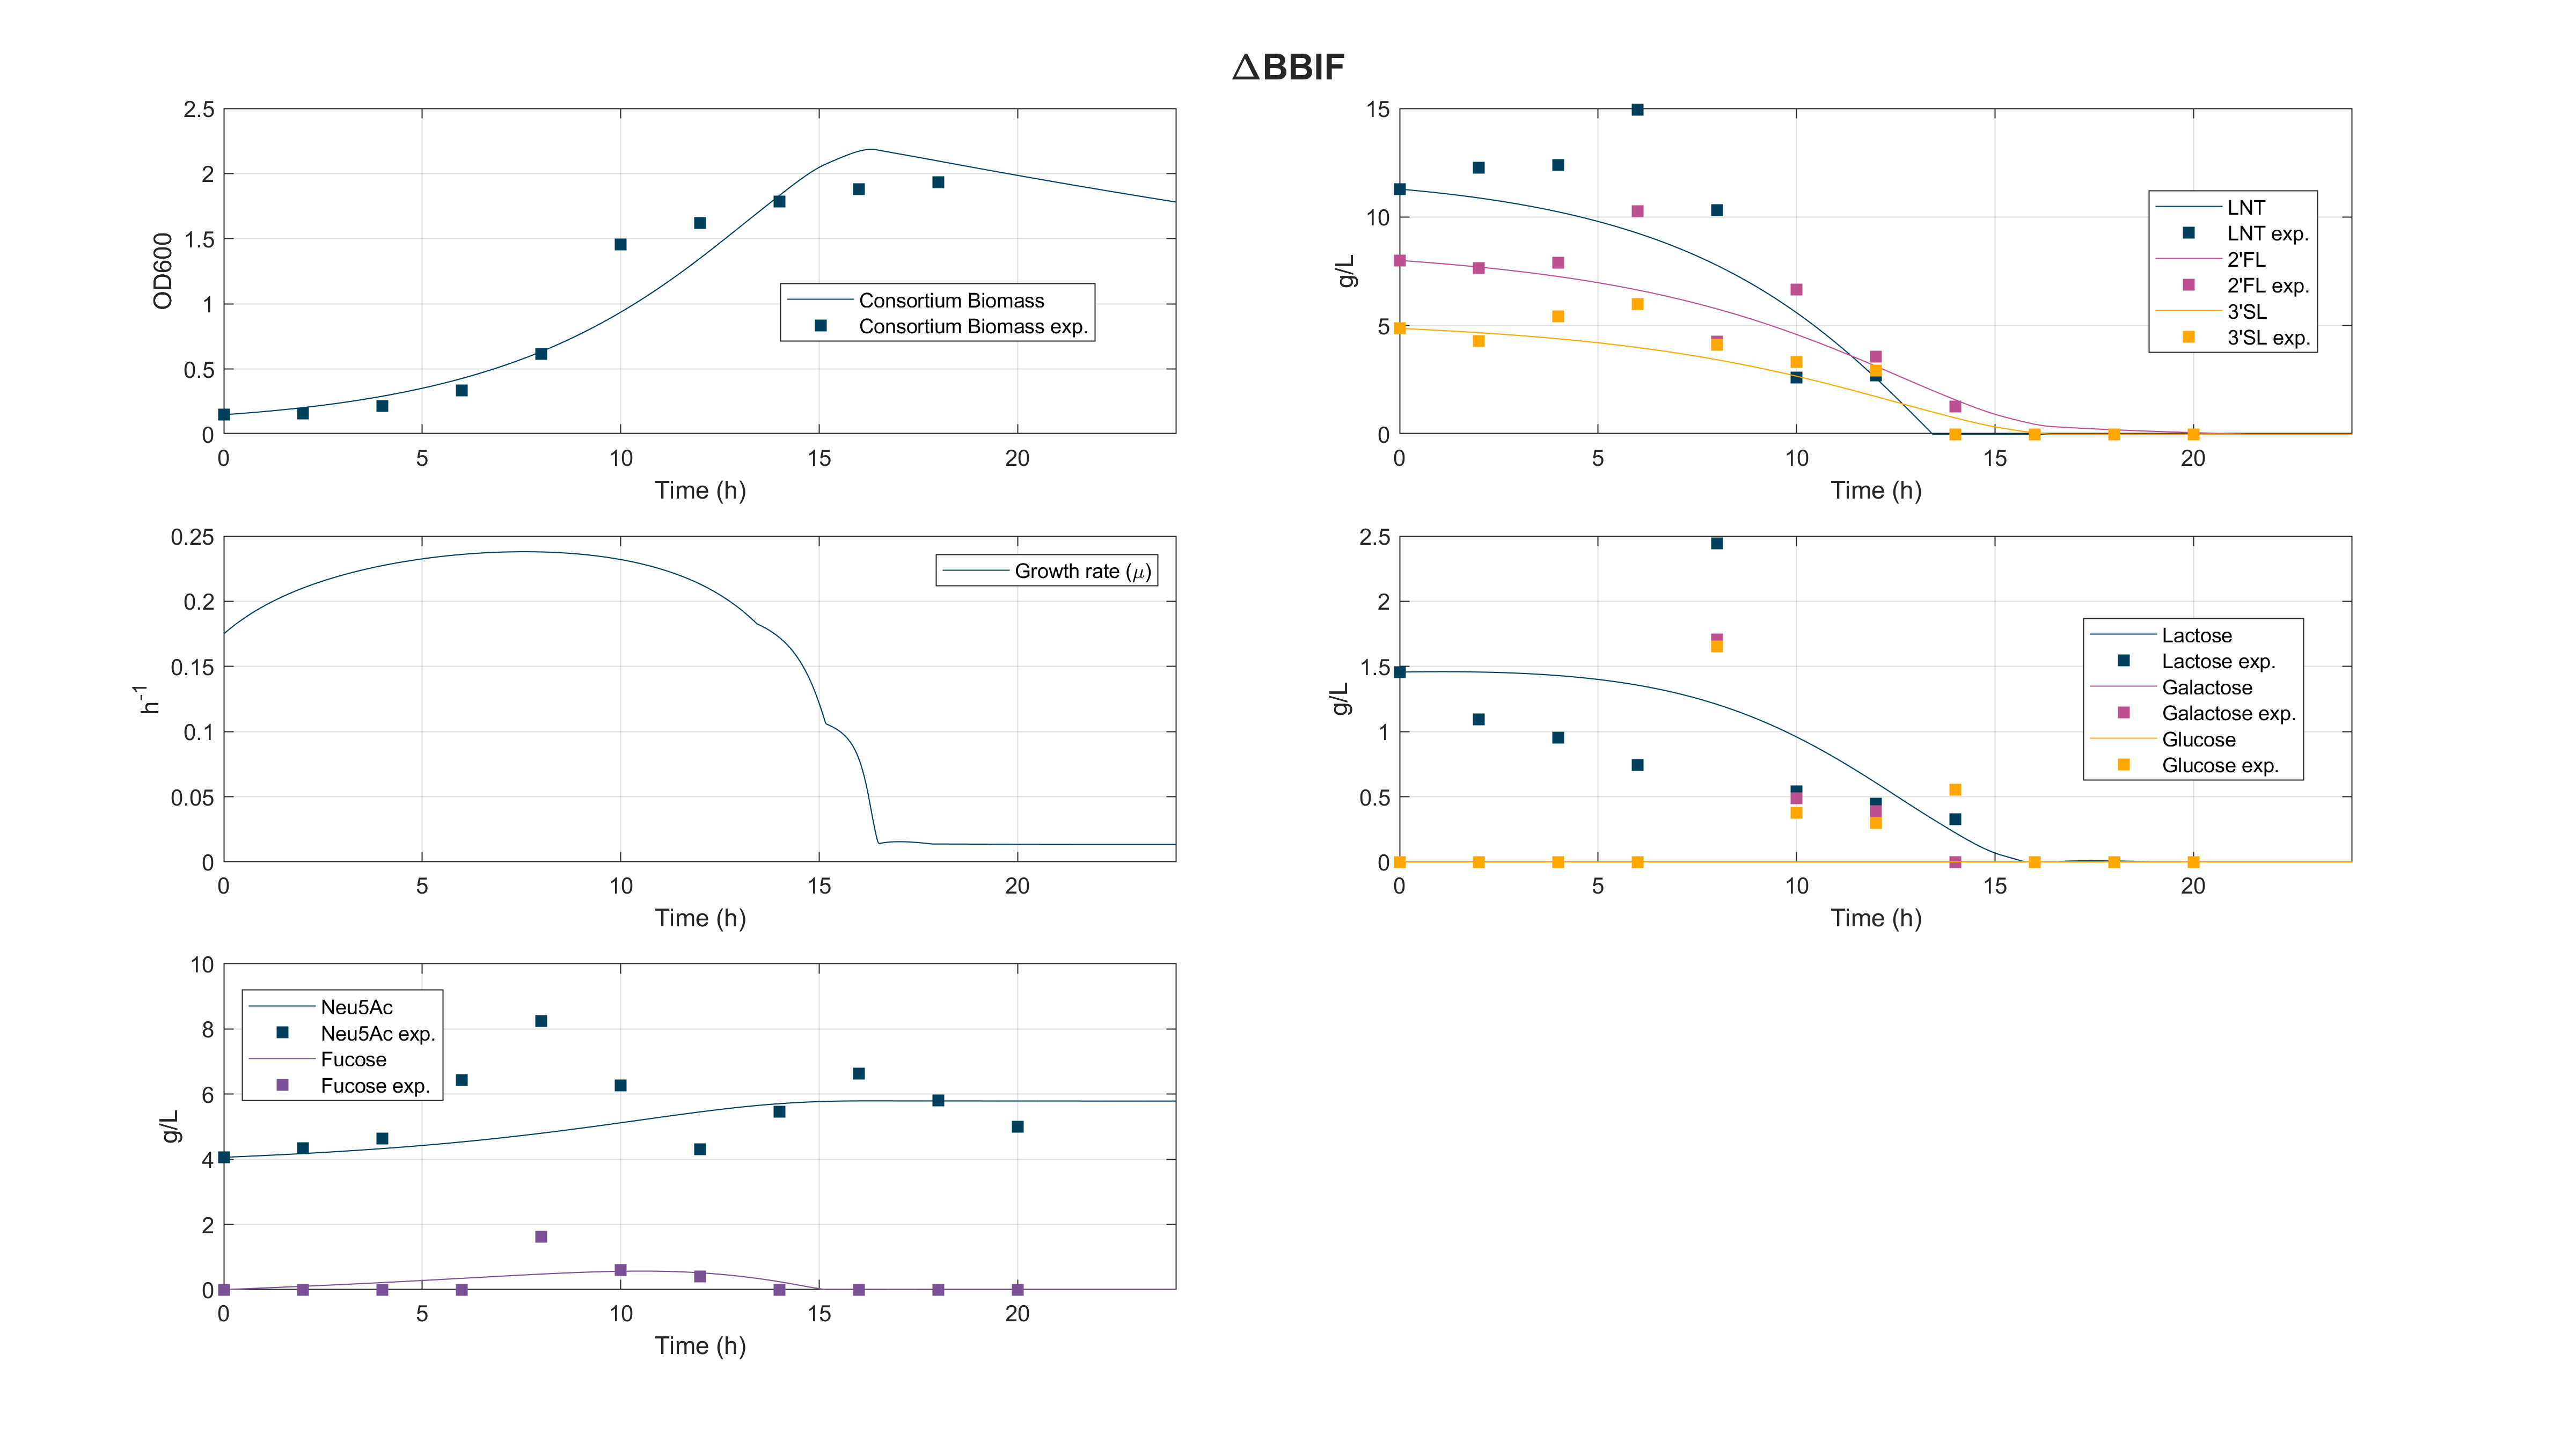 ΔBBIF
2.5
2
1.5
1
0.5
0
OD600
0 5 10 15 20
Time (h)
Consortium Biomass
Consortium Biomass exp.
15
10
5
0
g/L
0 5 10 15 20
Time (h)
LNT
LNT exp.
2'FL
2'FL exp.
3'SL
3'SL exp.
0.25
0.2
0.15
0.1
0.05
0
h-1
0 5 10 15 20
Time (h)
Growth rate (μ)
2.5
2
1.5
1
0.5
0
g/L
0 5 10 15 20
Time (h)
Lactose
Lactose exp.
Galactose
Galactose exp.
Glucose
Glucose exp.
10
8
6
4
2
0
g/L
0 5 10 15 20
Time (h)
Neu5Ac
Neu5Ac exp.
Fucose
Fucose exp.